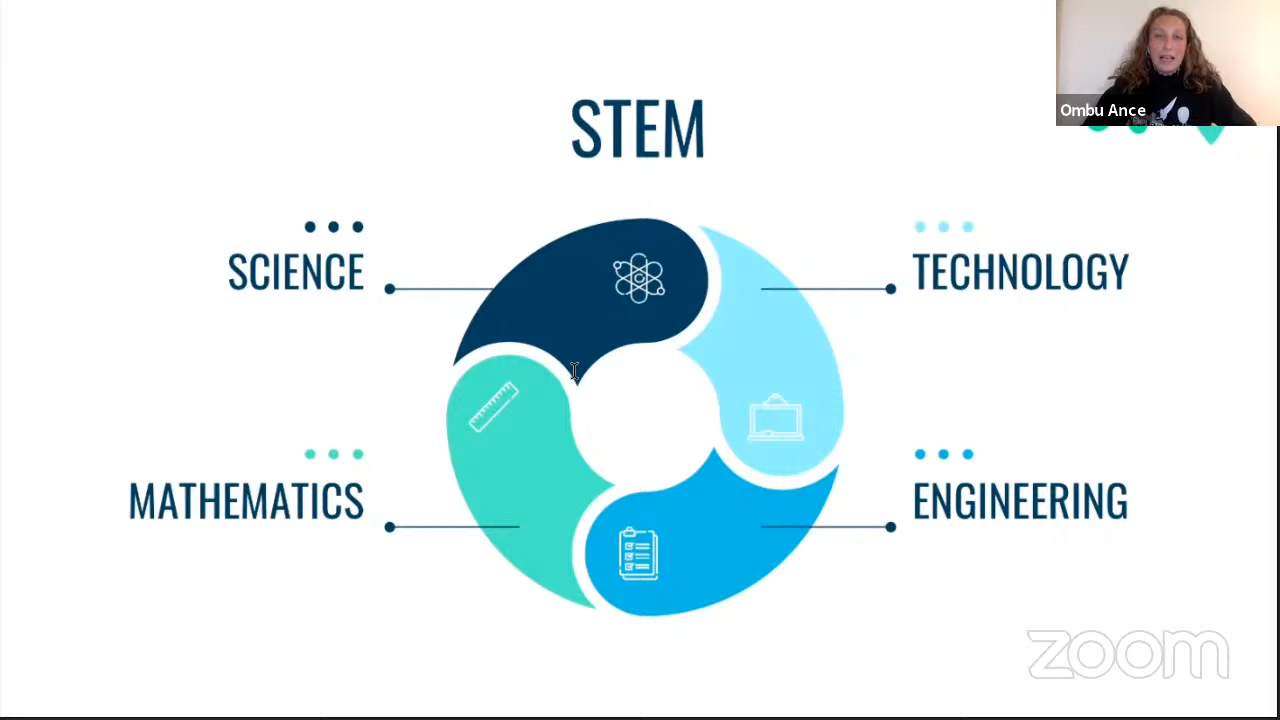 Ombu Ance
STEM
SCIENCE
TECHNOLOGY
MATHEMATICS
ENGINEERING
zoom